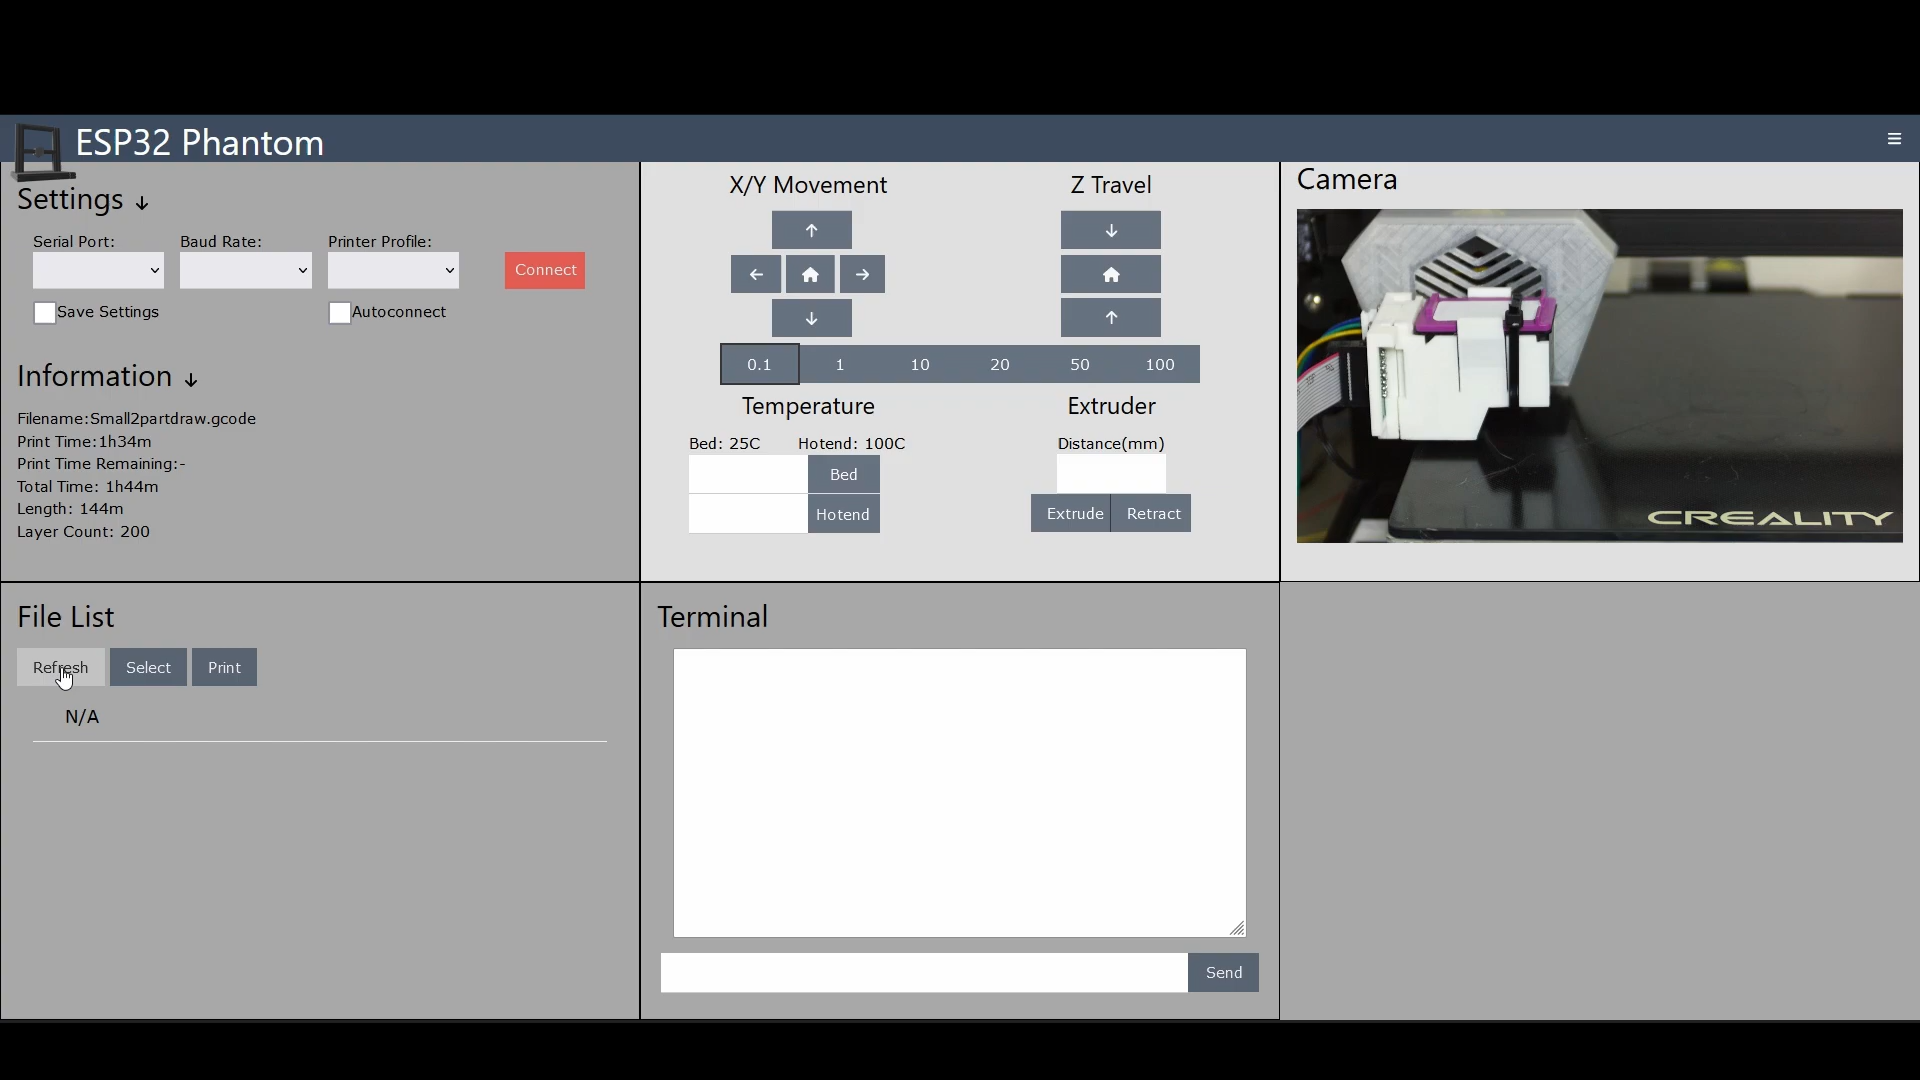 ESP32 Phantom
Settings ↓
Serial Port:
Baud Rate:
Printer Profile:
Connect
Save Settings
Autoconnect
Information ↓
Filename:Small2partdraw.gcode
Print Time:1h34m
Print Time Remaining:-
Total Time: 1h44m
Length: 144m
Layer Count: 200
X/Y Movement
Z Travel
0.1 1 10 20 50 100
Temperature
Extruder
Bed: 25C Hotend: 100C
Distance(mm)
Bed
Hotend
Extrude Retract
Camera
CREALITY
File List
Refresh Select Print
N/A
Terminal
Send